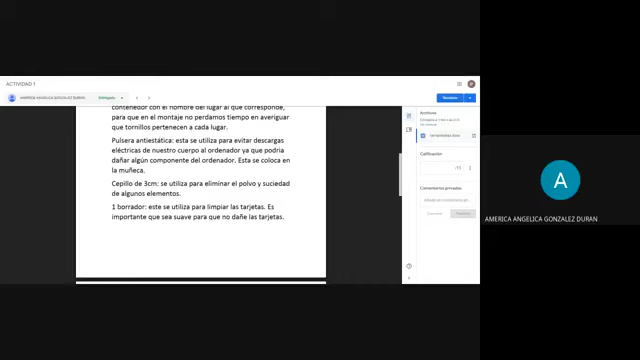 ACTIVIDAD 1
AMERICA ANGELICA GONZALEZ DURAN
Entregado
contenedor con el nombre del lugar al que corresponde,
para que en el montaje no perdamos tiempo en averiguar
que tornillos pertenecen a cada lugar.
Pulsera antiestática: esta se utiliza para evitar descargas
eléctricas de nuestro cuerpo al ordenador ya que podría
dañar algún componente del ordenador. Esta se coloca en
la muñeca.
Cepillo de 3cm: se utiliza para eliminar el polvo y suciedad
de algunos elementos.
1 borrador: este se utiliza para limpiar las tarjetas. Es
importante que sea suave para que no dañe las tarjetas.
Archivos
Calificación
Comentarios privados
A
AMERICA ANGELICA GONZALEZ DURAN